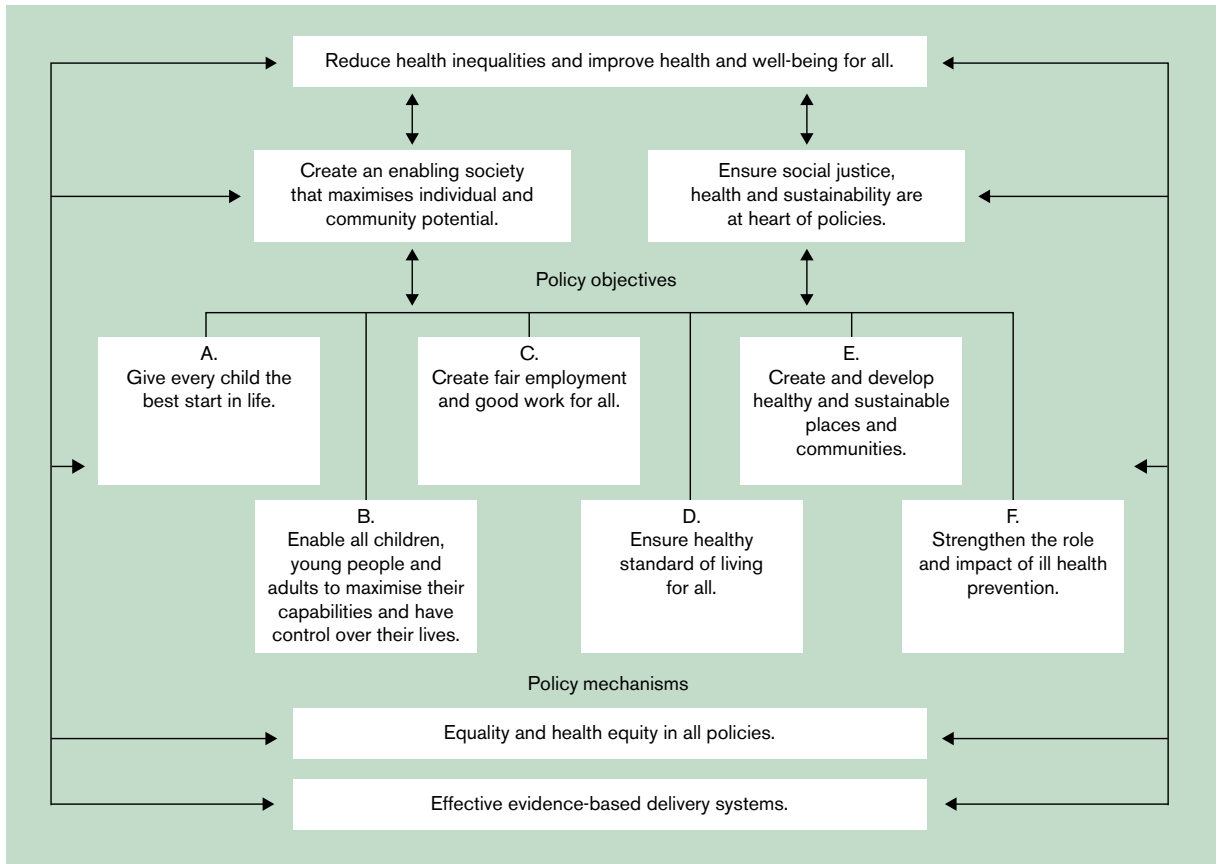 Reduce health inequalities and improve health and well-being for all.
Create an enabling society
that maximises individual and
community potential.
Ensure social justice,
health and sustainability are
at heart of policies.
Policy objectives
A.
Give every child the
best start in life.
B.
Enable all children,
young people and
adults to maximise their
capabilities and have
control over their lives.
C.
Create fair employment
and good work for all.
D.
Ensure healthy
standard of living
for all.
E.
Create and develop
healthy and sustainable
places and
communities.
F.
Strengthen the role
and impact of ill health
prevention.
Policy mechanisms
Equality and health equity in all policies.
Effective evidence-based delivery systems.